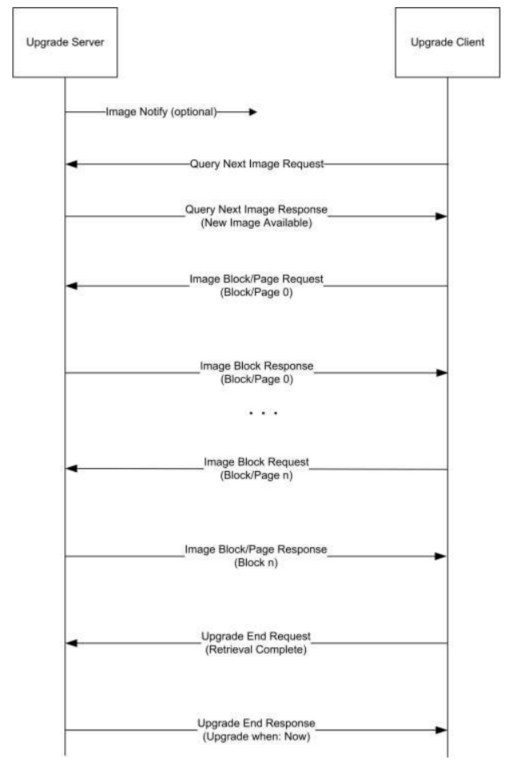 Upgrade Server
Upgrade Client
Image Notify (optional)
Query Next Image Request
Query Next Image Response
(New Image Available)
Image Block/Page Request
(Block/Page 0)
Image Block Response
(Block/Page 0)
. . .
Image Block Request
(Block/Page n)
Image Block/Page Response
(Block n)
Upgrade End Request
(Retrieval Complete)
Upgrade End Response
(Upgrade when: Now)